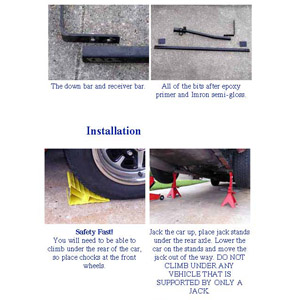 The down bar and receiver bar.
All of the bits after epoxy
primer and Imron semi-gloss.
Installation
Safety Fast!
You will need to be able to
climb under the rear of the car,
so place chocks at the front
wheels.
Jack the car up, place jack stands
under the rear axle. Lower the
car on the stands and move the
jack out of the way. DO NOT
CLIMB UNDER ANY
VEHICLE THAT IS
SUPPORTED BY ONLY A
JACK.